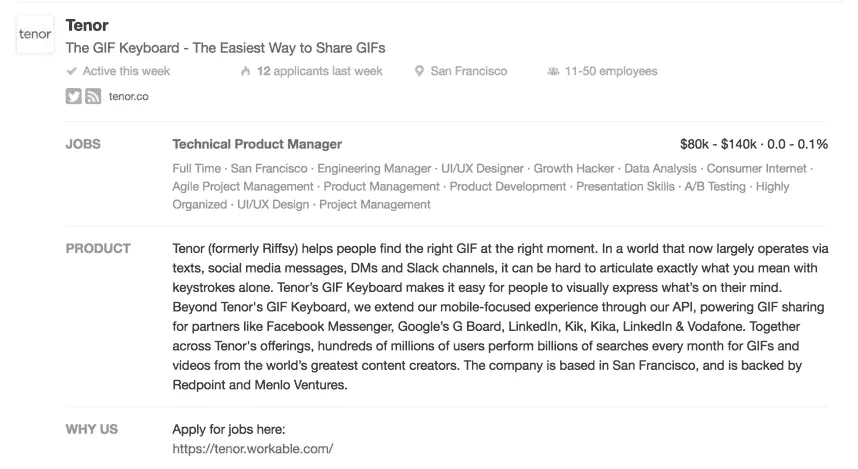 tenor
Tenor
The GIF Keyboard - The Easiest Way to Share GIFs
Active this week
12 applicants last week
San Francisco
11-50 employees
tenor.co
JOBS
Technical Product Manager
$80k - $140k · 0.0 - 0.1%
Full Time · San Francisco · Engineering Manager · UI/UX Designer · Growth Hacker · Data Analysis · Consumer Internet ·
Agile Project Management · Product Management · Product Development · Presentation Skills · A/B Testing · Highly
Organized · UI/UX Design · Project Management
PRODUCT
Tenor (formerly Riffsy) helps people find the right GIF at the right moment. In a world that now largely operates via
texts, social media messages, DMs and Slack channels, it can be hard to articulate exactly what you mean with
keystrokes alone. Tenor’s GIF Keyboard makes it easy for people to visually express what’s on their mind.
Beyond Tenor's GIF Keyboard, we extend our mobile-focused experience through our API, powering GIF sharing
for partners like Facebook Messenger, Google’s G Board, LinkedIn, Kik, Kika, LinkedIn & Vodafone. Together
across Tenor's offerings, hundreds of millions of users perform billions of searches every month for GIFs and
videos from the world’s greatest content creators. The company is based in San Francisco, and is backed by
Redpoint and Menlo Ventures.
WHY US
Apply for jobs here:
https://tenor.workable.com/